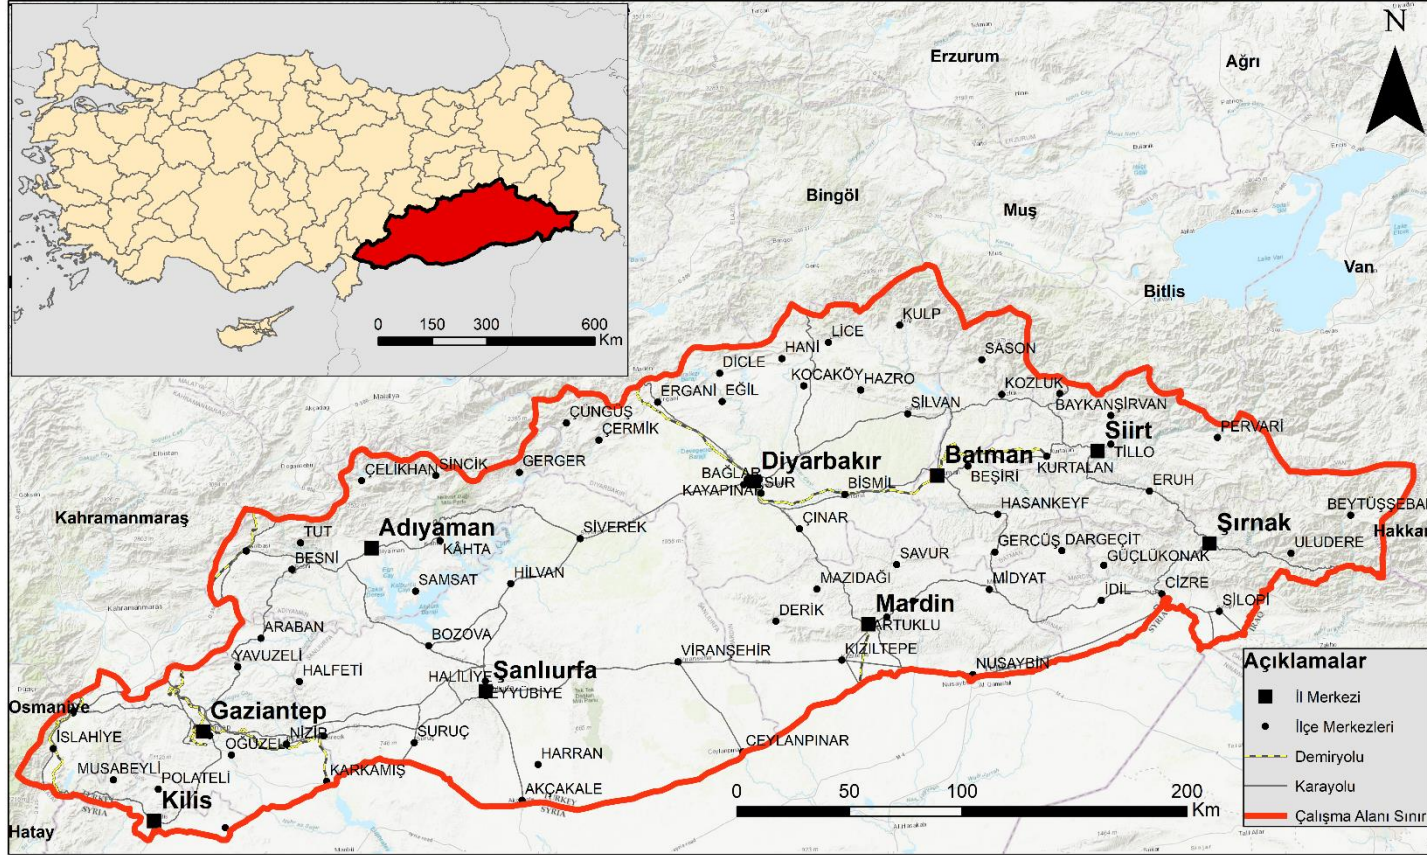 0 150 300 600
Km
N
Erzurum
Ağrı
Bingöl
Muş
Van
Bitlis
KULP
LİCE
HANİ
SASON
DİCLE
KOCAKÖY
HAZRO
KOZLUK
ERGANİ
EĞİL
SİLVAN
BAYKAN
ŞİRVAN
ÇÜNGÜŞ
ÇERMİK
PERVARİ
Siirt
TİLLO
Diyarbakır
Batman
KURTALAN
ÇELİKHAN
SİNCİK
GERGER
BAĞLAR
SUR
KAYAPINAR
BİSMİL
BEŞİRİ
ERUH
HASANKEYF
BEYTÜŞŞEBAP
Kahramanmaraş
Adıyaman
SİVEREK
ÇINAR
Şırnak
Hakkari
TUT
KÂHTA
BESNİ
GERCÜŞ
DARGEÇİT
ULUDERE
SAVUR
GÜÇLÜKONAK
SAMSAT
HİLVAN
MAZIDAĞI
MİDYAT
İDİL
CİZRE
SİLOPİ
DERİK
Mardin
ARTUKLU
ARABAN
BOZOVA
YAVUZELİ
VİRANŞEHİR
KIZILTEPE
NUSAYBİN
HALFETİ
HALİLİYE
Şanlıurfa
EYYÜBİYE
Osmaniye
Gaziantep
İSLAHİYE
NİZİP
OĞUZELİ
SURUÇ
CEYLANPINAR
HARRAN
MUSABEYLİ
POLATELİ
KARKAMIŞ
AKÇAKALE
Kilis
Hatay
TURKEY
SYRIA
SYRIA
IRAQ
0 50 100 200
Km
Açıklamalar
İl Merkezi
İlçe Merkezleri
Demiryolu
Karayolu
Çalışma Alanı Sınırı